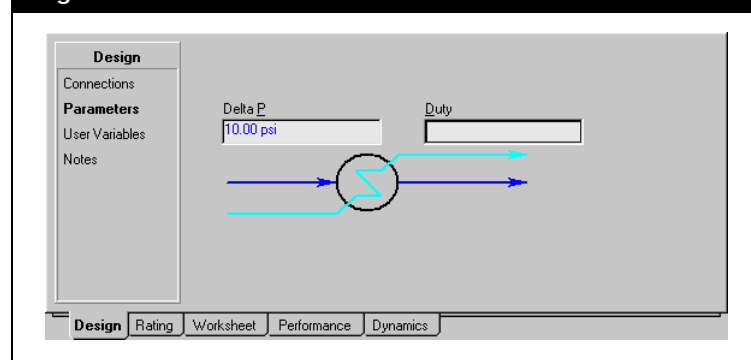 Design
Connections
Parameters
User Variables
Notes
Delta P
Duty
10.00 psi
Design Rating Worksheet Performance Dynamics